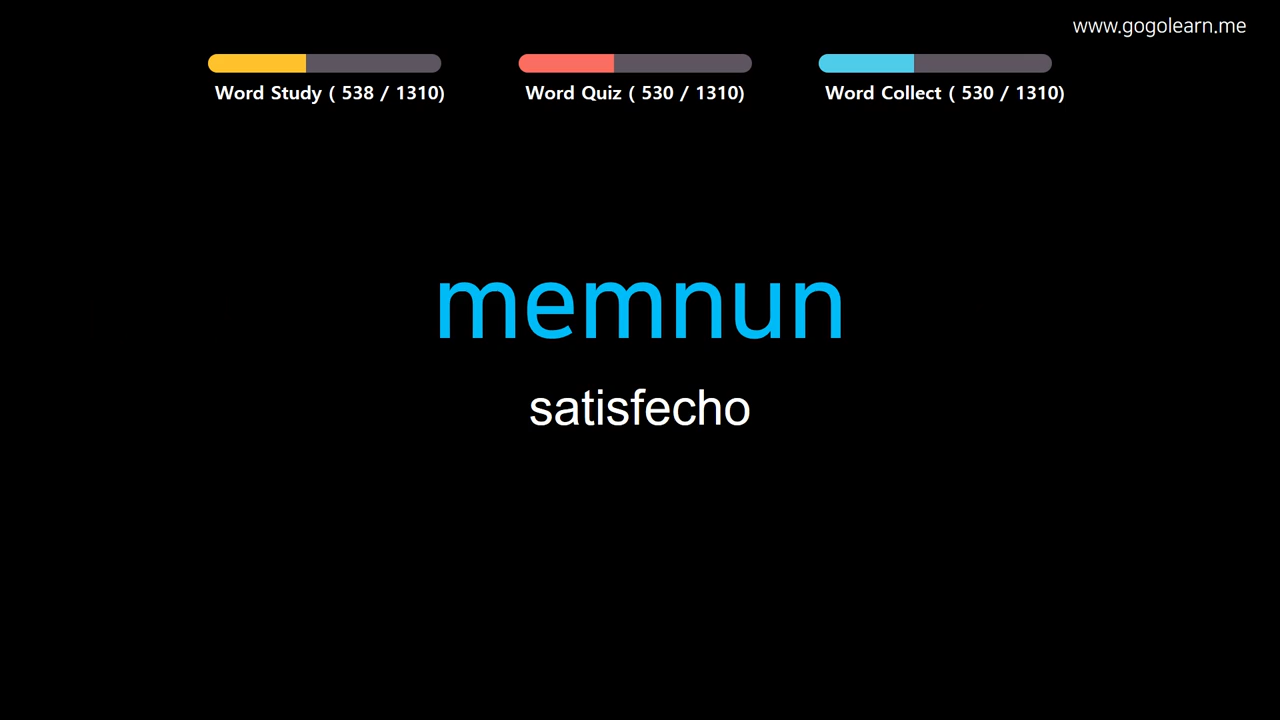 www.gogolearn.me
Word Study ( 538 / 1310)
Word Quiz ( 530 / 1310)
Word Collect ( 530 / 1310)
memnun
satisfecho